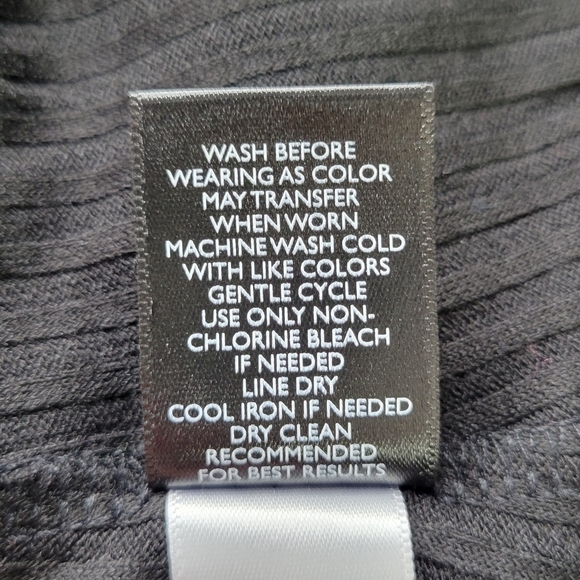 WASH BEFORE
WEARING AS COLOR
MAY TRANSFER
WHEN WORN
MACHINE WASH COLD
WITH LIKE COLORS
GENTLE CYCLE
USE ONLY NON-
CHLORINE BLEACH
IF NEEDED
LINE DRY
COOL IRON IF NEEDED
DRY CLEAN
RECOMMENDED
FOR BEST RESULTS